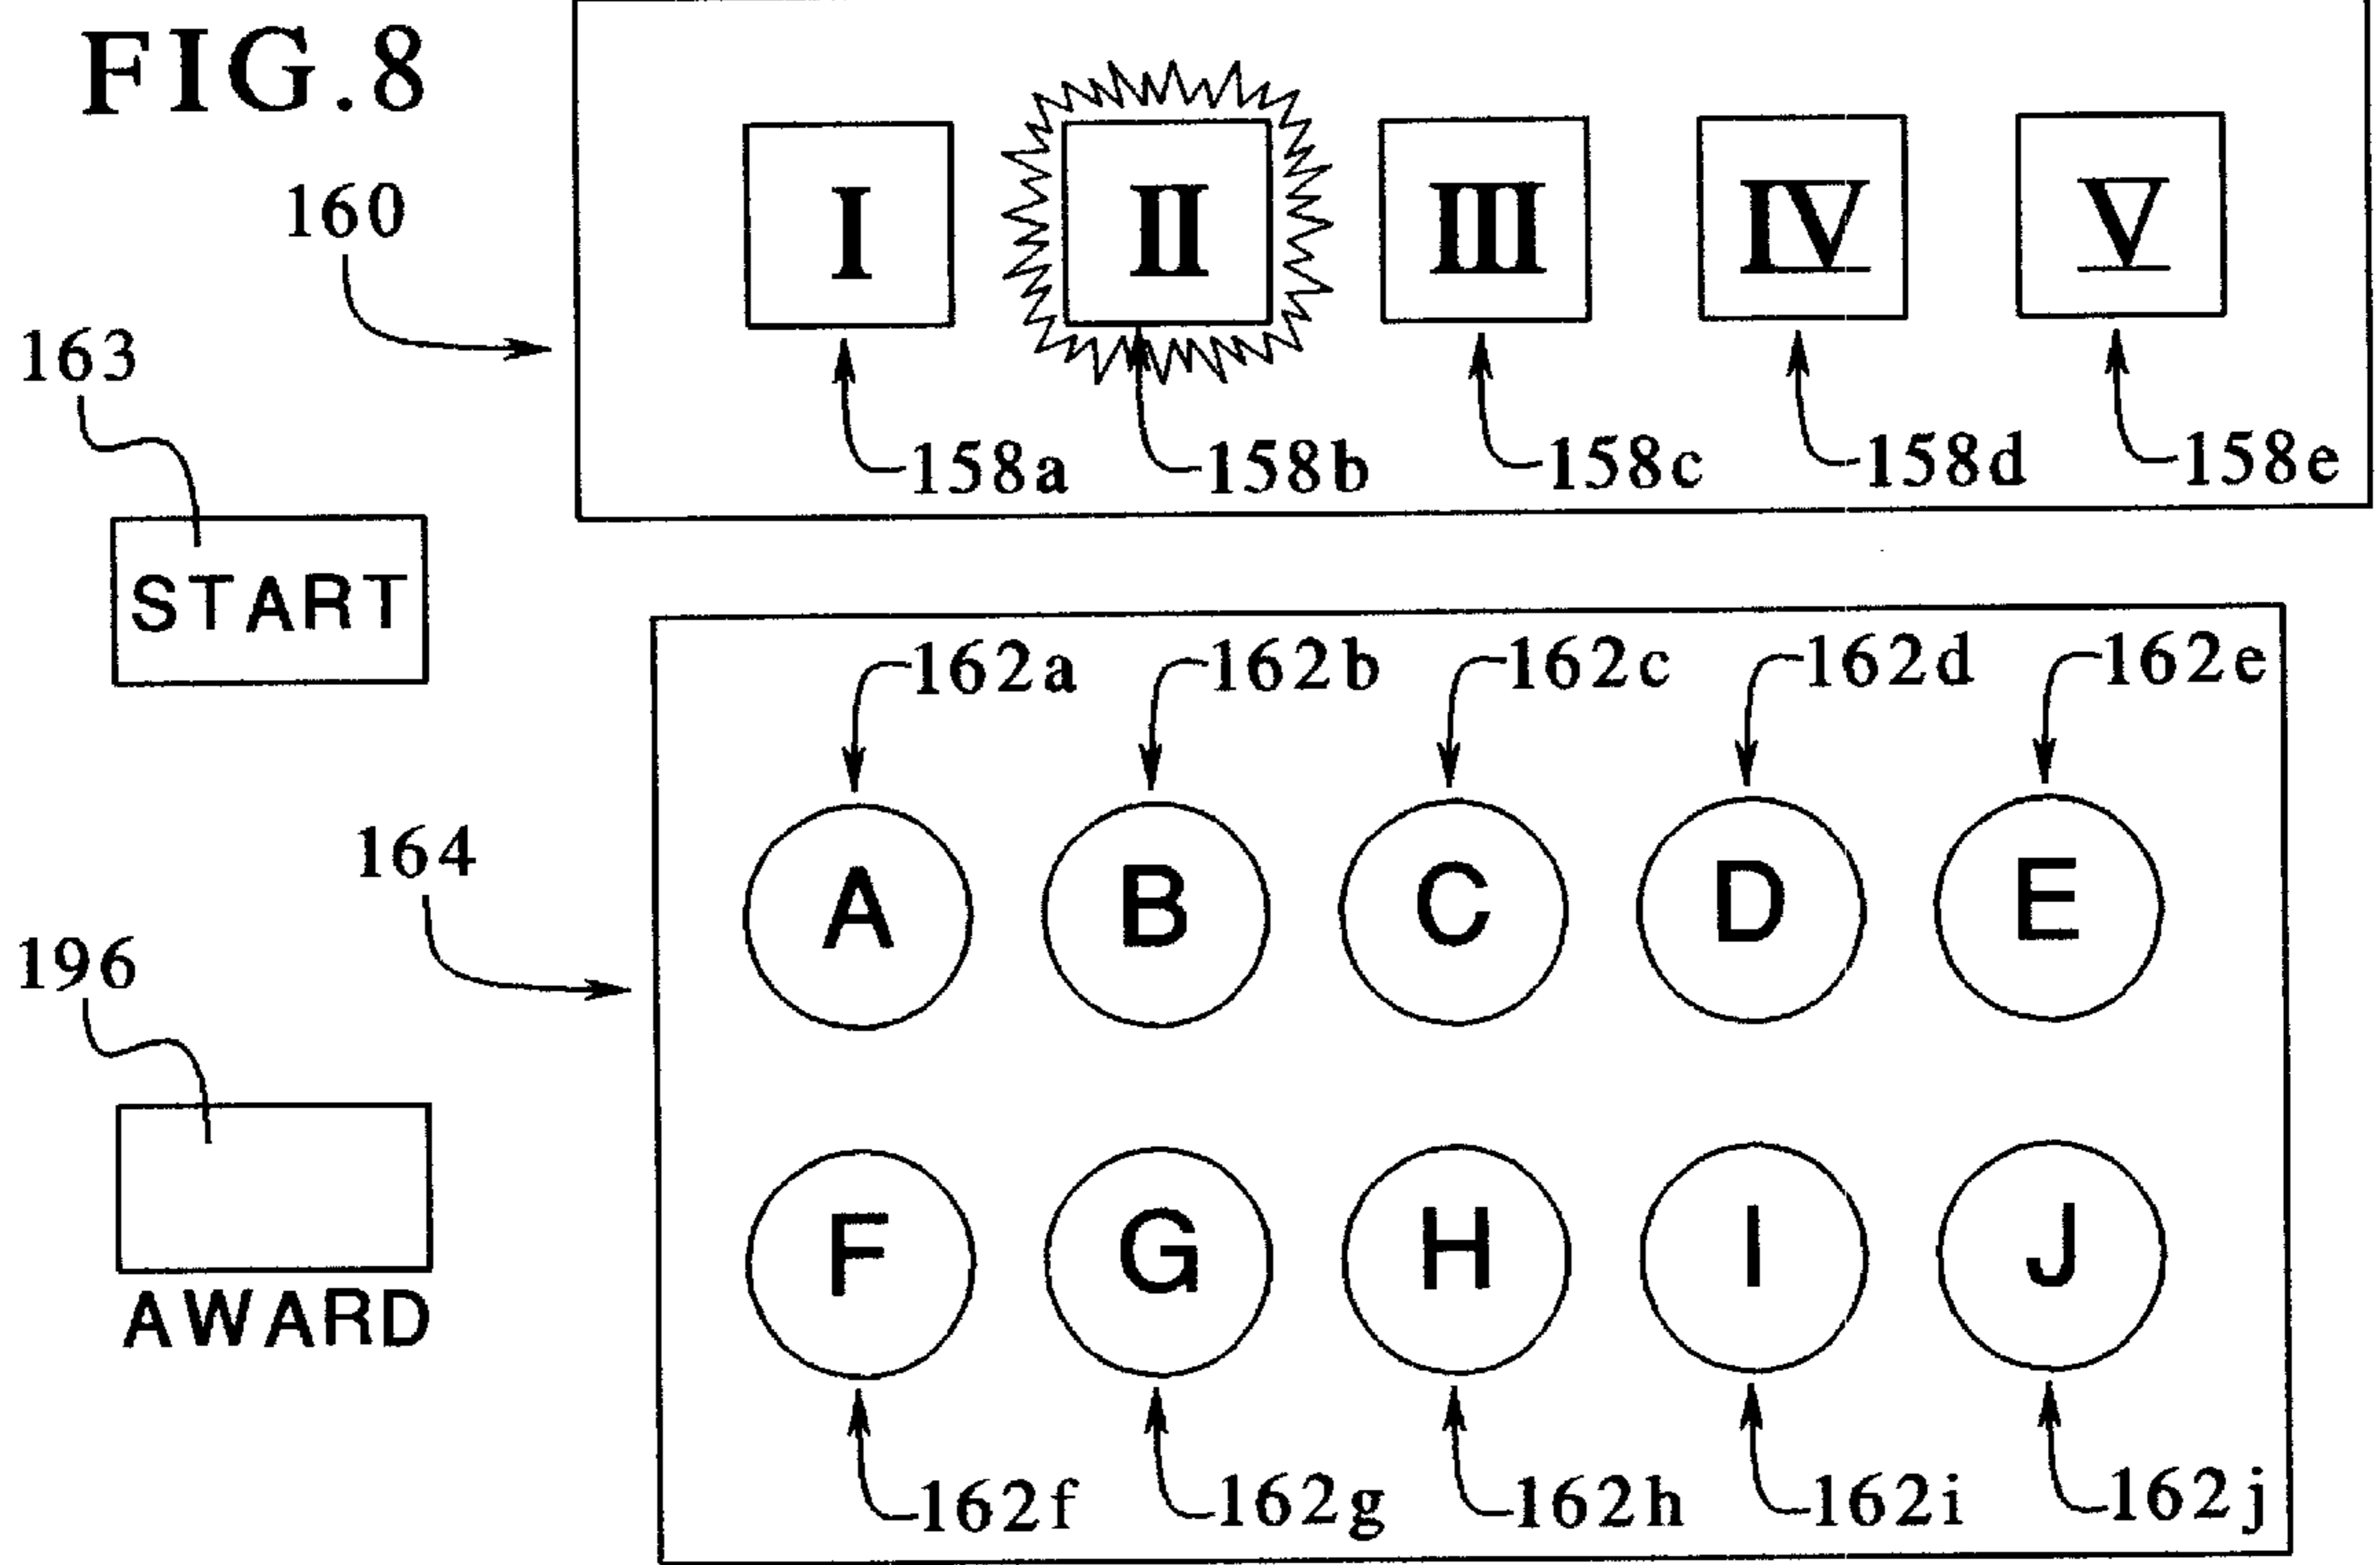 FIG.8
I II III IV V
160
163
158a 158b 158c 158d 158e
START
162a 162b 162c 162d 162e
164
A B C D E
196
F G H I J
AWARD
162f 162g 162h 162i 162j